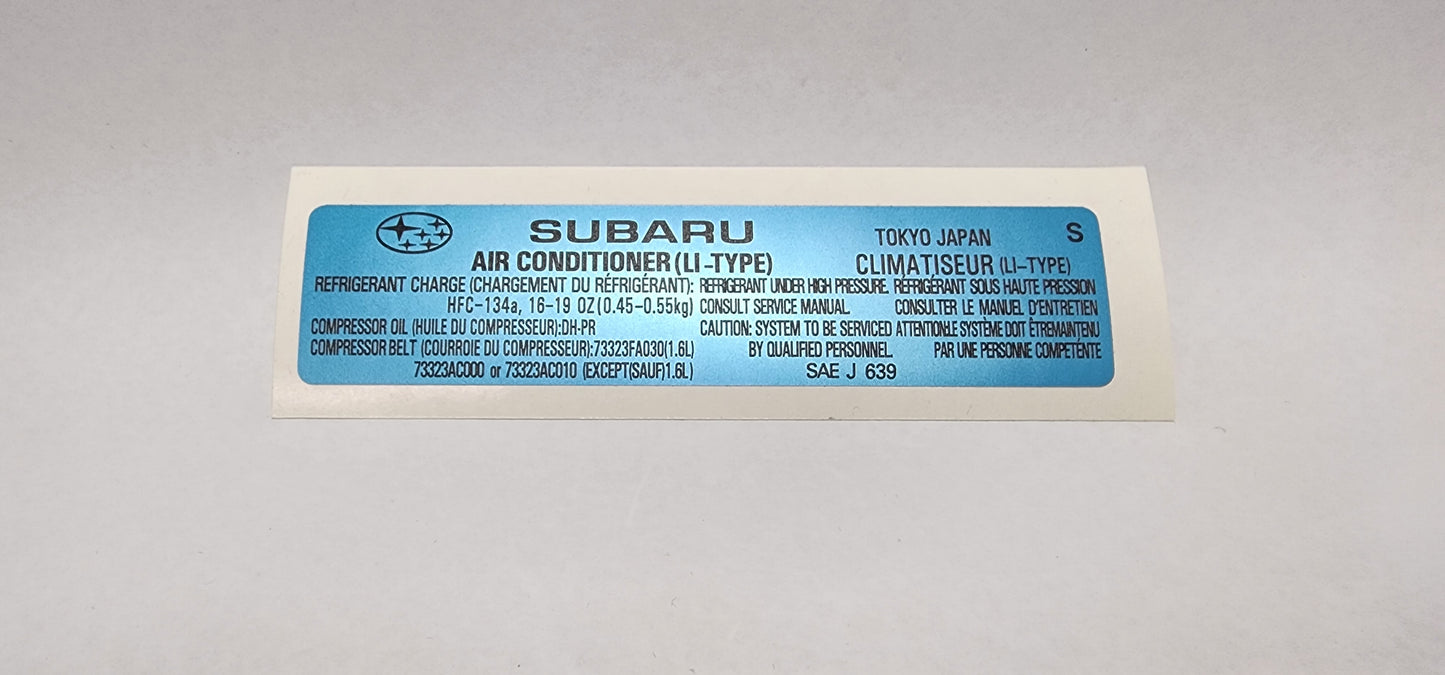 SUBARU TOKYO JAPAN S
AIR CONDITIONER (LI-TYPE) CLIMATISEUR (LI-TYPE)
REFRIGERANT CHARGE (CHARGEMENT DU RÉFRIGÉRANT): REFRIGERANT UNDER HIGH PRESSURE. RÉFRIGÉRANT SOUS HAUTE PRESSION
HFC-134a, 16-19 OZ(0.45-0.55kg) CONSULT SERVICE MANUAL. CONSULTER LE MANUEL D'ENTRETIEN
COMPRESSOR OIL (HUILE DU COMPRESSEUR):DH-PR CAUTION: SYSTEM TO BE SERVICED ATTENTION:LE SYSTÈME DOIT ÊTREMAINTENU
COMPRESSOR BELT (COURROIE DU COMPRESSEUR):73323FA030(1.6L) BY QUALIFIED PERSONNEL. PAR UNE PERSONNE COMPÉTENTE
73323AC000 or 73323AC010 (EXCEPT(SAUF)1.6L) SAE J 639